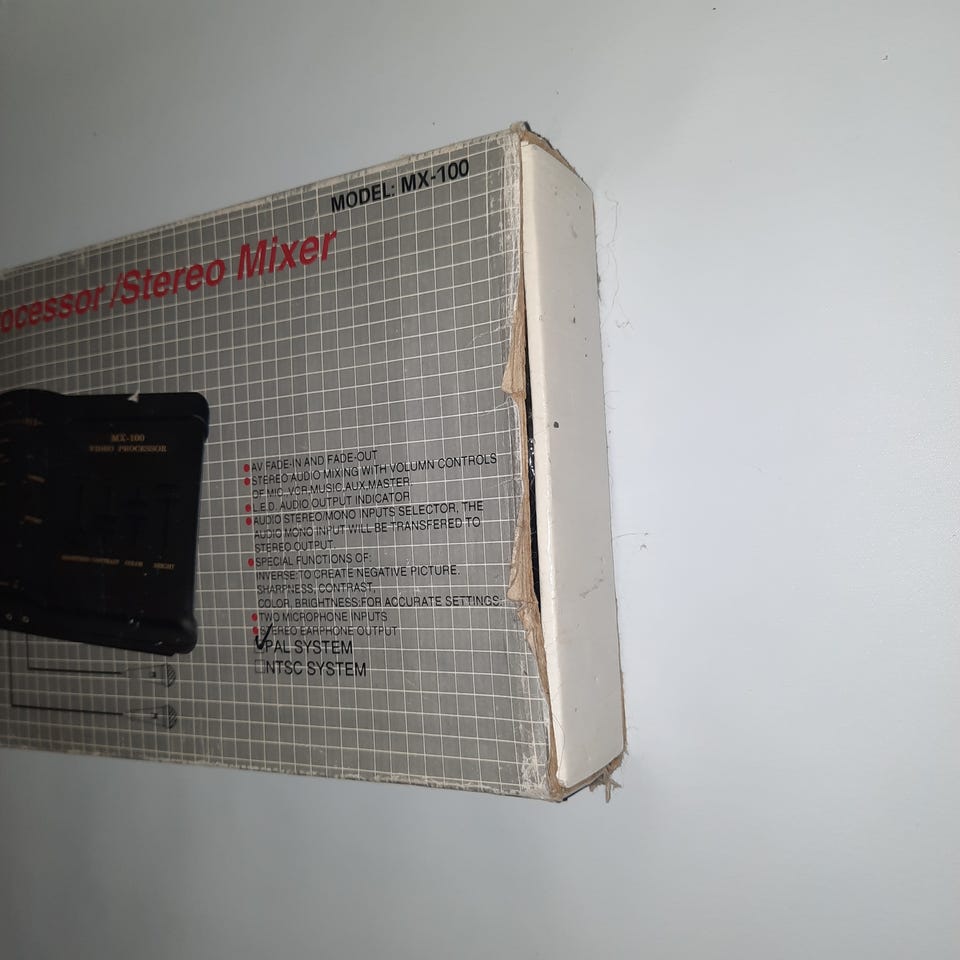 MODEL: MX-100
ocessor /Stereo Mixer
MX-100
VIDEO PROCESSOR
AV FADE-IN AND FADE-OUT
STEREO AUDIO MIXING WITH VOLUMN CONTROLS
OF MIC, VCR, MUSIC, AUX, MASTER.
L.E.D. AUDIO OUTPUT INDICATOR
AUDIO STEREO/MONO INPUTS SELECTOR, THE
AUDIO MONO INPUT WILL BE TRANSFERED TO
STEREO OUTPUT.
SPECIAL FUNCTIONS OF:
INVERSE: TO CREATE NEGATIVE PICTURE.
SHARPNESS, CONTRAST,
COLOR, BRIGHTNESS:FOR ACCURATE SETTINGS.
TWO MICROPHONE INPUTS
STEREO EARPHONE OUTPUT
PAL SYSTEM
NTSC SYSTEM